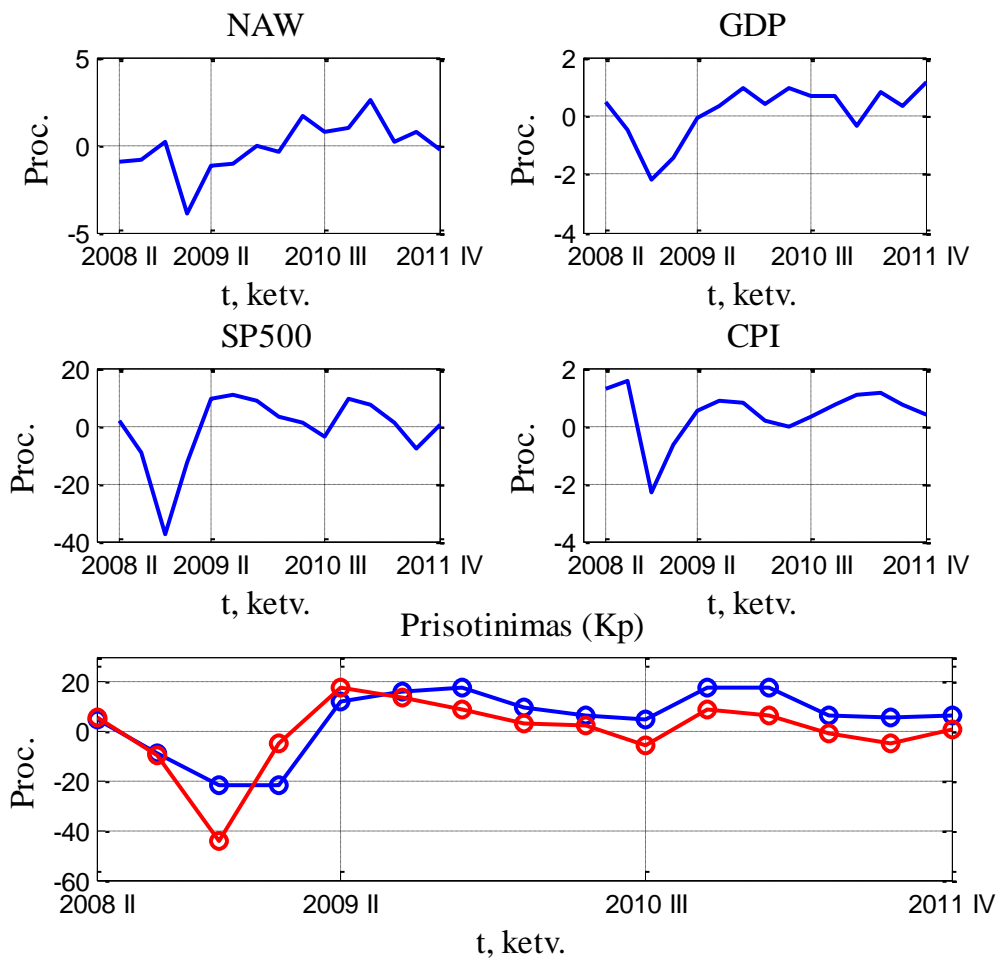 NAW
GDP
5
0
-5
Proc.
2008 II 2009 II 2010 III 2011 IV
t, ketv.
2
0
-2
-4
Proc.
2008 II 2009 II 2010 III 2011 IV
t, ketv.
SP500
CPI
20
0
-20
-40
Proc.
2008 II 2009 II 2010 III 2011 IV
t, ketv.
2
0
-2
-4
Proc.
2008 II 2009 II 2010 III 2011 IV
t, ketv.
Prisotinimas (Kp)
20
0
-20
-40
-60
Proc.
2008 II 2009 II 2010 III 2011 IV
t, ketv.